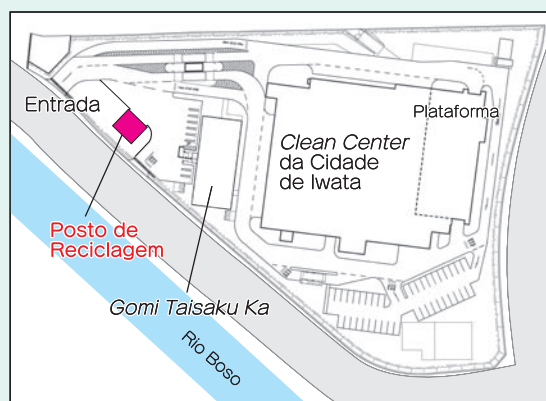 Entrada
Plataforma
Clean Center
da Cidade
de Iwata
Posto de
Reciclagem
Gomi Taisaku Ka
Rio Boso